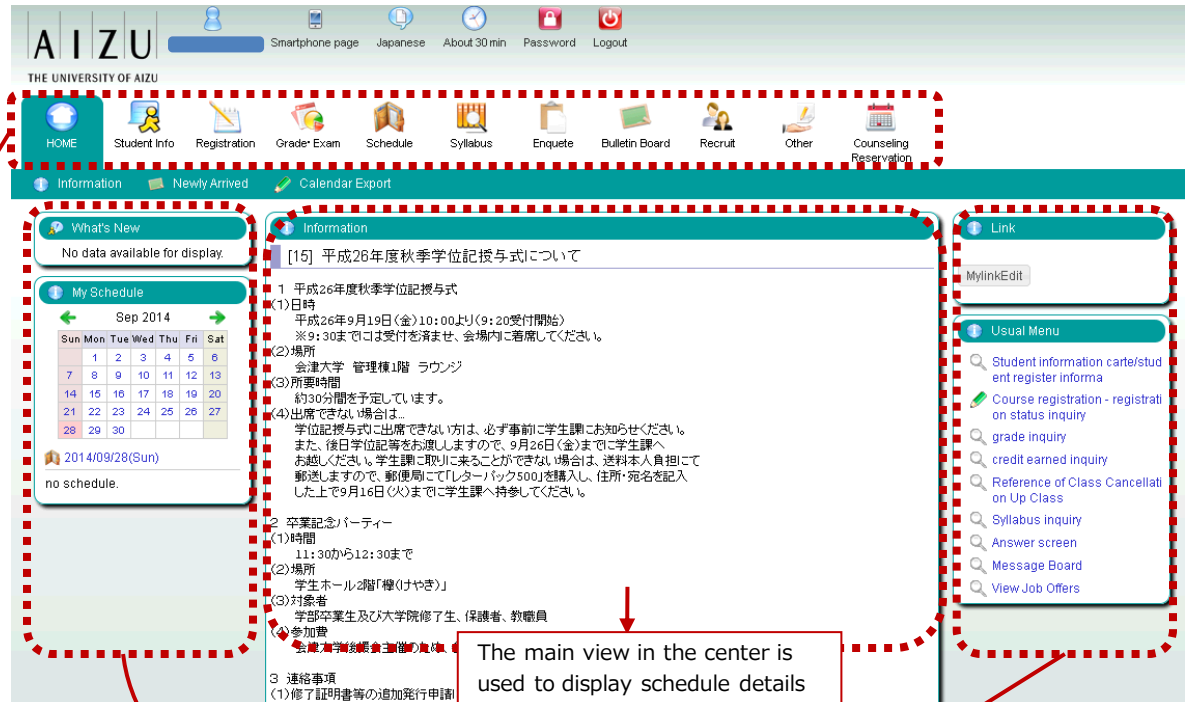 AIZU
THE UNIVERSITY OF AIZU
Smartphone page
Japanese
About 30 min
Password
Logout
HOME
Student Info
Registration
Grade・Exam
Schedule
Syllabus
Enquete
Bulletin Board
Recruit
Other
Counseling
Reservation
Information
Newly Arrived
Calendar Export
What's New
No data available for display.
My Schedule
Sep 2014
Sun Mon Tue Wed Thu Fri Sat
1 2 3 4 5 6
7 8 9 10 11 12 13
14 15 16 17 18 19 20
21 22 23 24 25 26 27
28 29 30
2014/09/28(Sun)
no schedule.
Information
[15] 平成26年度秋季学位記授与式について
1 平成26年度秋季学位記授与式
(1)日時
平成26年9月19日(金)10:00より(9:20受付開始)
※9:30までには受付を済ませ、会場内に着席してください。
(2)場所
会津大学 管理棟1階 ラウンジ
(3)所要時間
約30分間を予定しています。
(4)出席できない場合は…
学位記授与式に出席できない方は、必ず事前に学生課にお知らせください。
また、後日学位記等をお渡ししますので、9月26日(金)までに学生課へ
お越しください。学生課に取りに来ることができない場合は、送料本人負担にて
郵送しますので、郵便局にて「レターパック500」を購入し、住所・宛名を記入
した上で9月16日(火)までに学生課へ持参してください。
2 卒業記念パーティー
(1)時間
11:30から12:30まで
(2)場所
学生ホール2階「欅(けやき)」
(3)対象者
学部卒業生及び大学院修了生、保護者、教職員
(4)参加費
会津大学後援会主催のため、
3 連絡事項
(1)修了証明書等の追加発行申請
The main view in the center is
used to display schedule details
Link
MylinkEdit
Usual Menu
Student information carte/stud
ent register informa
Course registration - registrati
on status inquiry
grade inquiry
credit earned inquiry
Reference of Class Cancellati
on Up Class
Syllabus inquiry
Answer screen
Message Board
View Job Offers